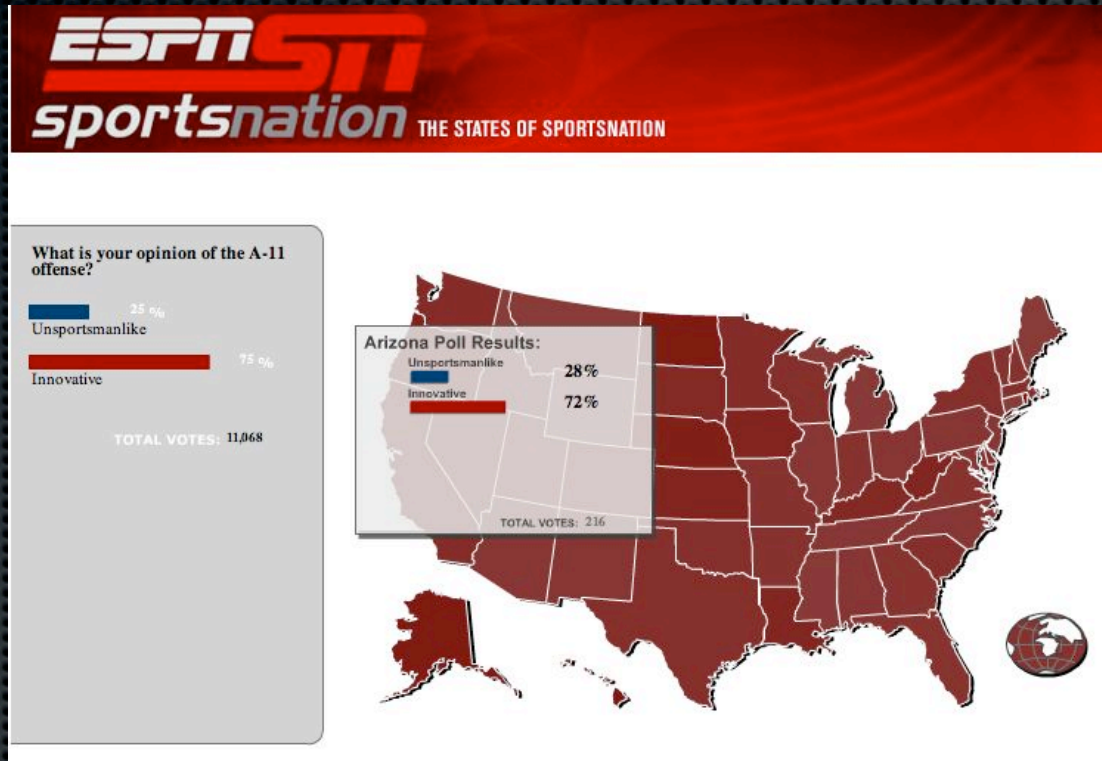 ESPN SN
sportsnation THE STATES OF SPORTSNATION
What is your opinion of the A-11
offense?
25 %
Unsportsmanlike
75 %
Innovative
TOTAL VOTES: 11,068
Arizona Poll Results:
Unsportsmanlike
28%
Innovative
72%
TOTAL VOTES: 216